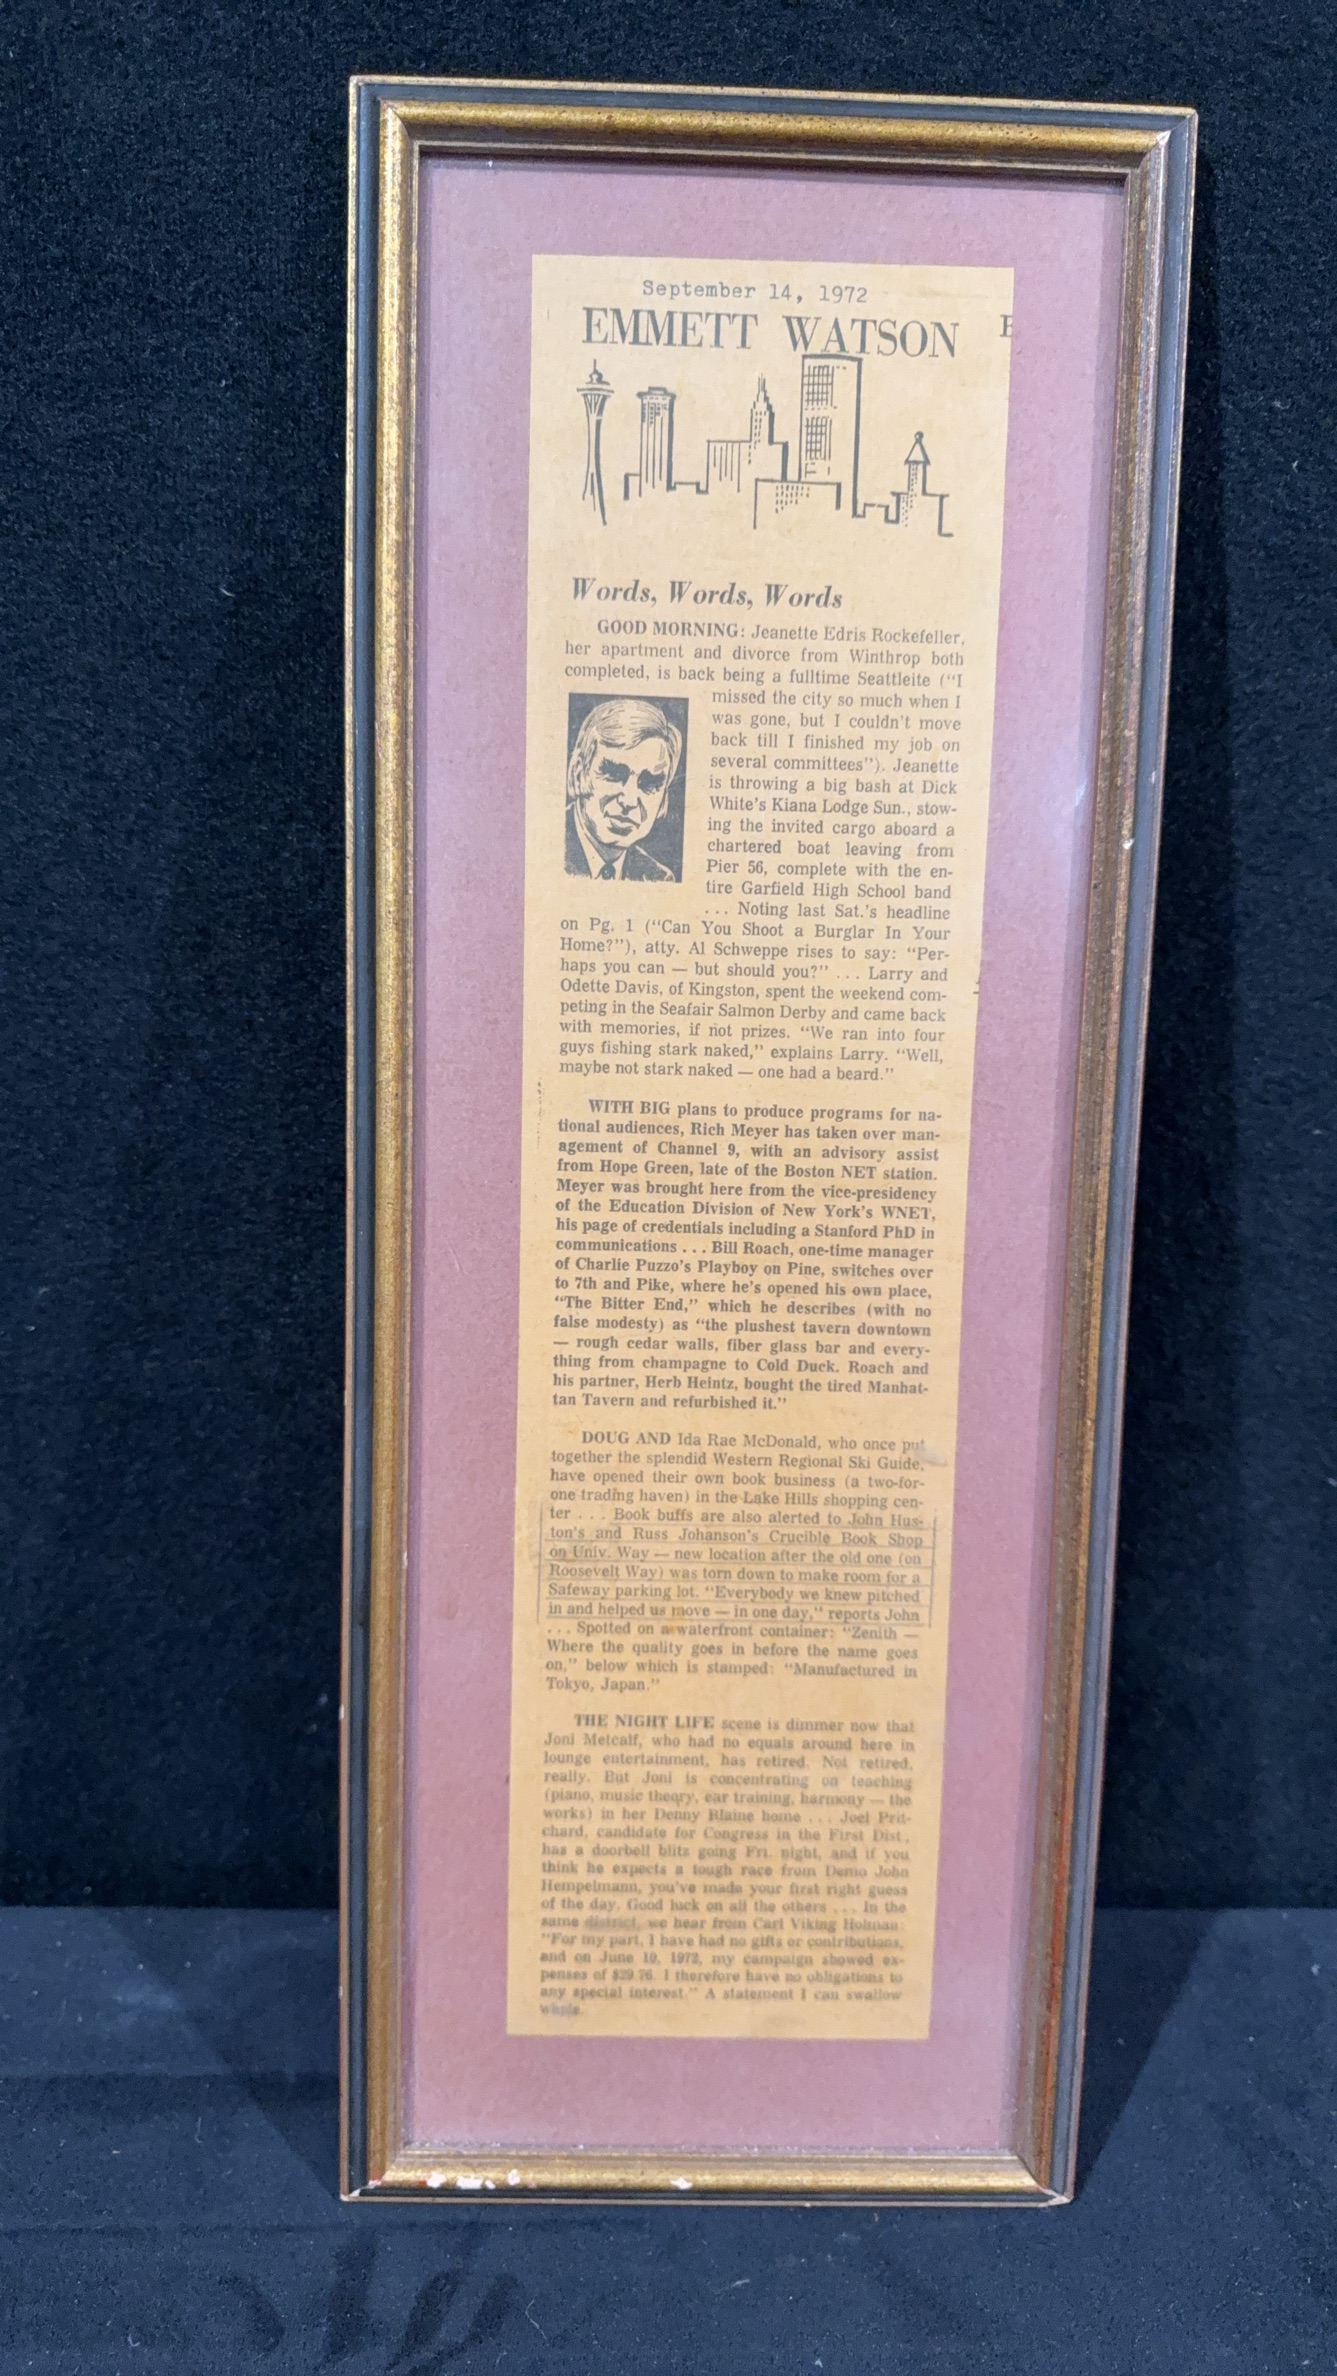 September 14, 1972
EMMETT WATSON
Words, Words, Words
GOOD MORNING: Jeanette Edris Rockefeller,
her apartment and divorce from Winthrop both
completed, is back being a fulltime Seattleite (“I
missed the city so much when I
was gone, but I couldn’t move
back till I finished my job on
several committees”). Jeanette
is throwing a big bash at Dick
White’s Kiana Lodge Sun., stow-
ing the invited cargo aboard a
chartered boat leaving from
Pier 56, complete with the en-
tire Garfield High School band
... Noting last Sat.’s headline
on Pg. 1 (“Can You Shoot a Burglar In Your
Home?”), atty. Al Schweppe rises to say: “Per-
haps you can — but should you?” ... Larry and
Odette Davis, of Kingston, spent the weekend com-
peting in the Seafair Salmon Derby and came back
with memories, if not prizes. “We ran into four
guys fishing stark naked,” explains Larry. “Well,
maybe not stark naked — one had a beard.”
WITH BIG plans to produce programs for na-
tional audiences, Rich Meyer has taken over man-
agement of Channel 9, with an advisory assist
from Hope Green, late of the Boston NET station.
Meyer was brought here from the vice-presidency
of the Education Division of New York’s WNET,
his page of credentials including a Stanford PhD in
communications ... Bill Roach, one-time manager
of Charlie Puzzo’s Playboy on Pine, switches over
to 7th and Pike, where he’s opened his own place,
“The Bitter End,” which he describes (with no
false modesty) as “the plushest tavern downtown
— rough cedar walls, fiber glass bar and every-
thing from champagne to Cold Duck. Roach and
his partner, Herb Heintz, bought the tired Manhat-
tan Tavern and refurbished it.”
DOUG AND Ida Rae McDonald, who once put
together the splendid Western Regional Ski Guide,
have opened their own book business (a two-for-
one trading haven) in the Lake Hills shopping cen-
ter ... Book buffs are also alerted to John Hus-
ton’s and Russ Johanson’s Crucible Book Shop
on Univ. Way — new location after the old one (on
Roosevelt Way) was torn down to make room for a
Safeway parking lot. “Everybody we knew pitched
in and helped us move — in one day,” reports John
... Spotted on a waterfront container: “Zenith —
Where the quality goes in before the name goes
on,” below which is stamped: “Manufactured in
Tokyo, Japan.”
THE NIGHT LIFE scene is dimmer now that
Joni Metcalf, who had no equals around here in
lounge entertainment, has retired. Not retired,
really. But Joni is concentrating on teaching
(piano, music theory, ear training, harmony — the
works) in her Denny Blaine home ... Joel Prit-
chard, candidate for Congress in the First Dist.,
has a doorbell blitz going Fri. night, and if you
think he expects a tough race from Demo John
Hempelmann, you’ve made your first right guess
of the day. Good luck on all the others ... In the
same district, we hear from Carl Viking Holman:
“For my part, I have had no gifts or contributions,
and on June 10, 1972, my campaign showed ex-
penses of $29.76. I therefore have no obligations to
any special interest.” A statement I can swallow
whole.